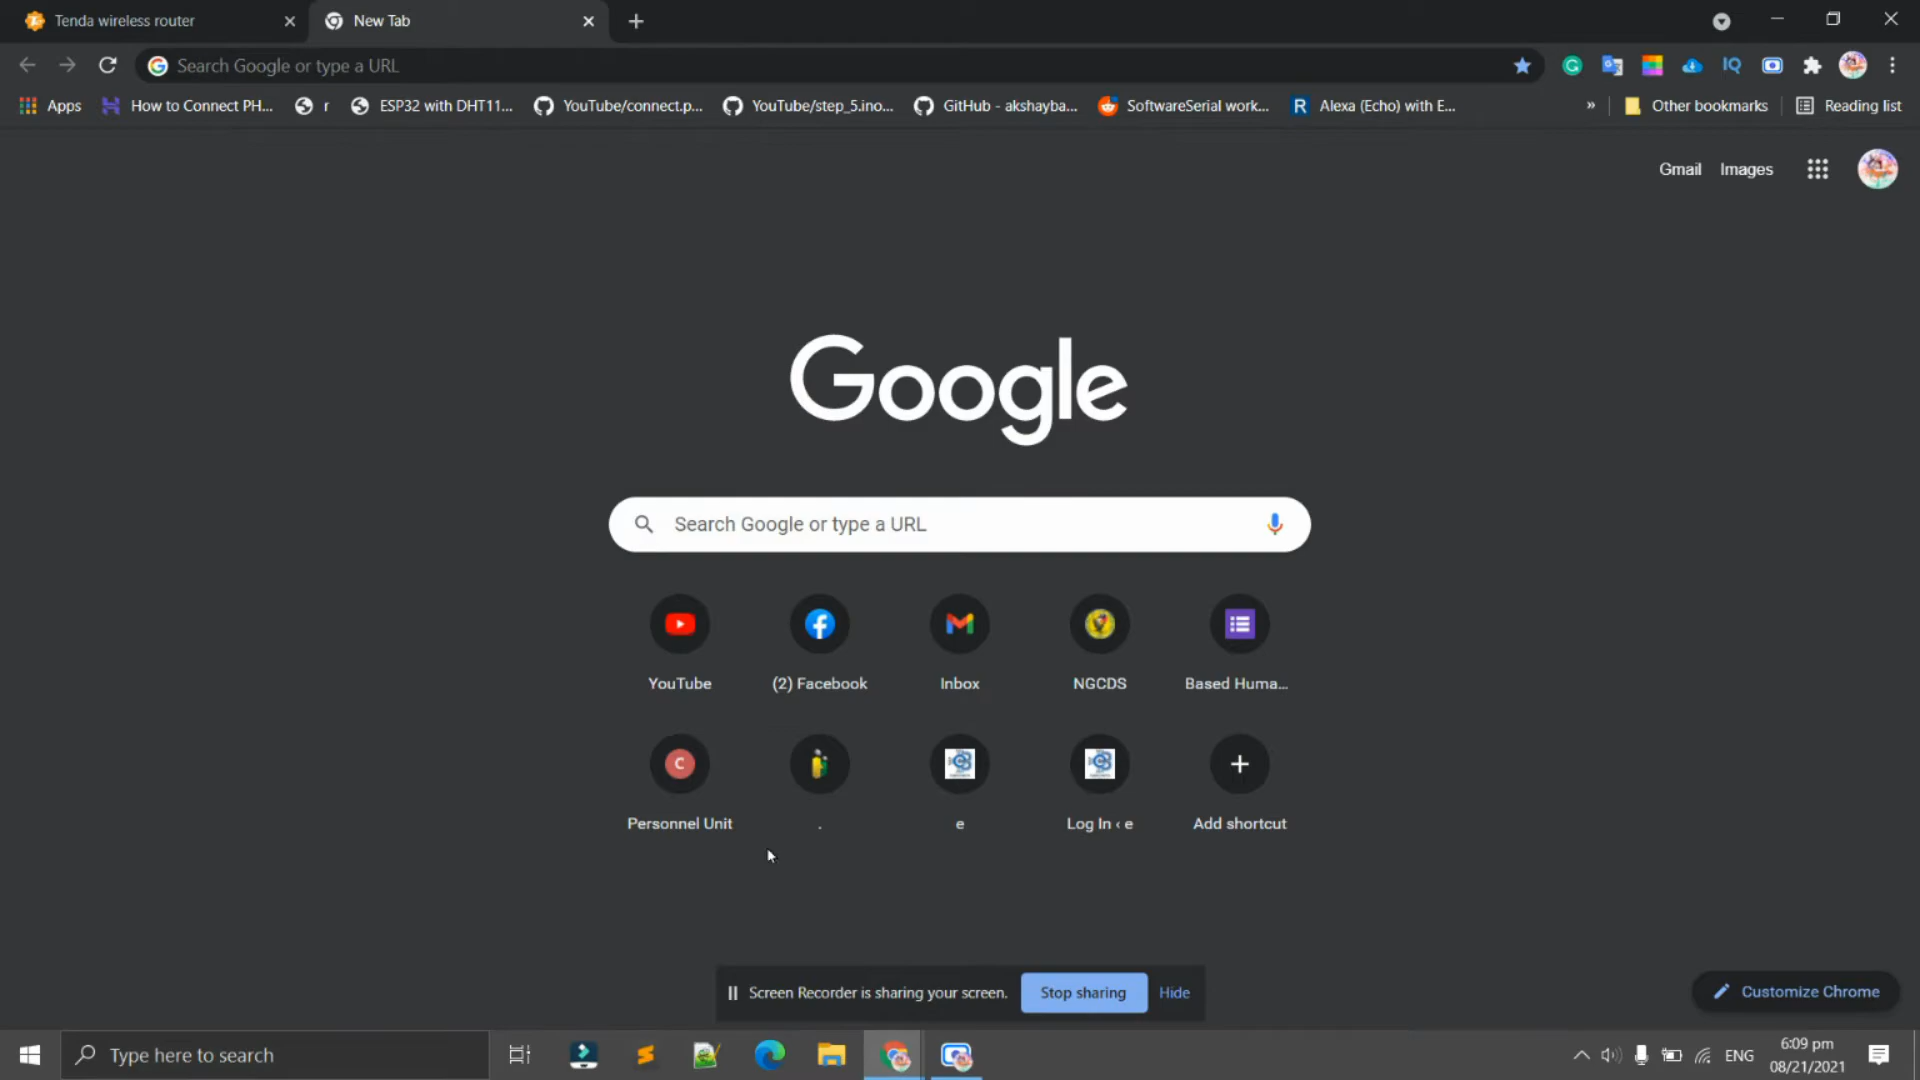 Tenda wireless router
New Tab
Search Google or type a URL
Apps
How to Connect PH...
r
ESP32 with DHT11...
YouTube/connect.p...
YouTube/step_5.ino...
GitHub - akshayba...
SoftwareSerial work...
R Alexa (Echo) with E...
»
Other bookmarks
Reading list
Gmail Images
Google
Search Google or type a URL
YouTube
(2) Facebook
Inbox
NGCDS
Based Huma...
C
Personnel Unit
.
e
Log In ‹ e
Add shortcut
Screen Recorder is sharing your screen.
Stop sharing
Hide
Customize Chrome
Type here to search
ENG
6:09 pm
08/21/2021